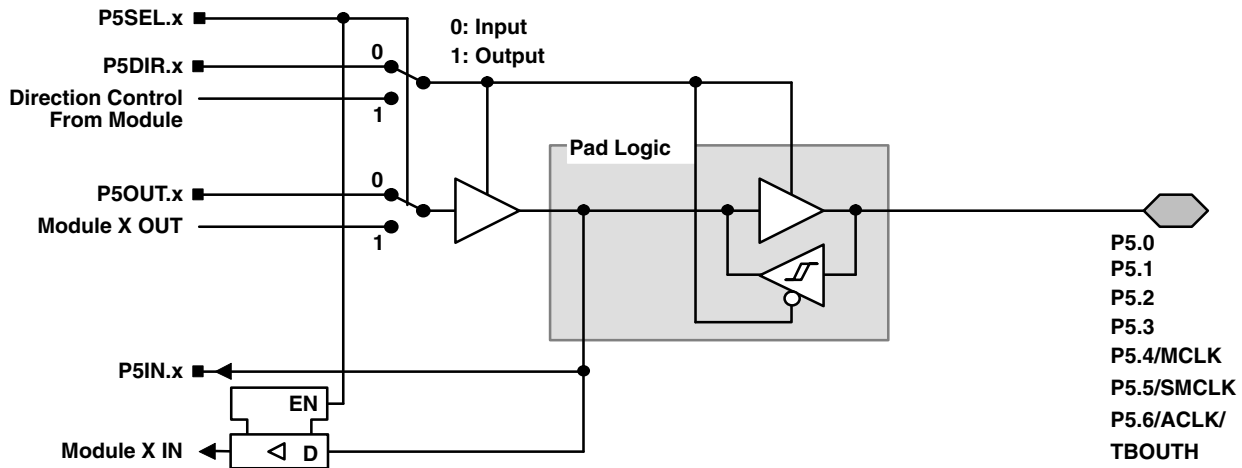 P5SEL.x
0: Input
1: Output
0
P5DIR.x
Direction Control
From Module
1
Pad Logic
0
P5OUT.x
Module X OUT
1
P5.0
P5.1
P5.2
P5.3
P5.4/MCLK
P5.5/SMCLK
P5.6/ACLK/
TBOUTH
P5IN.x
EN
Module X IN
D